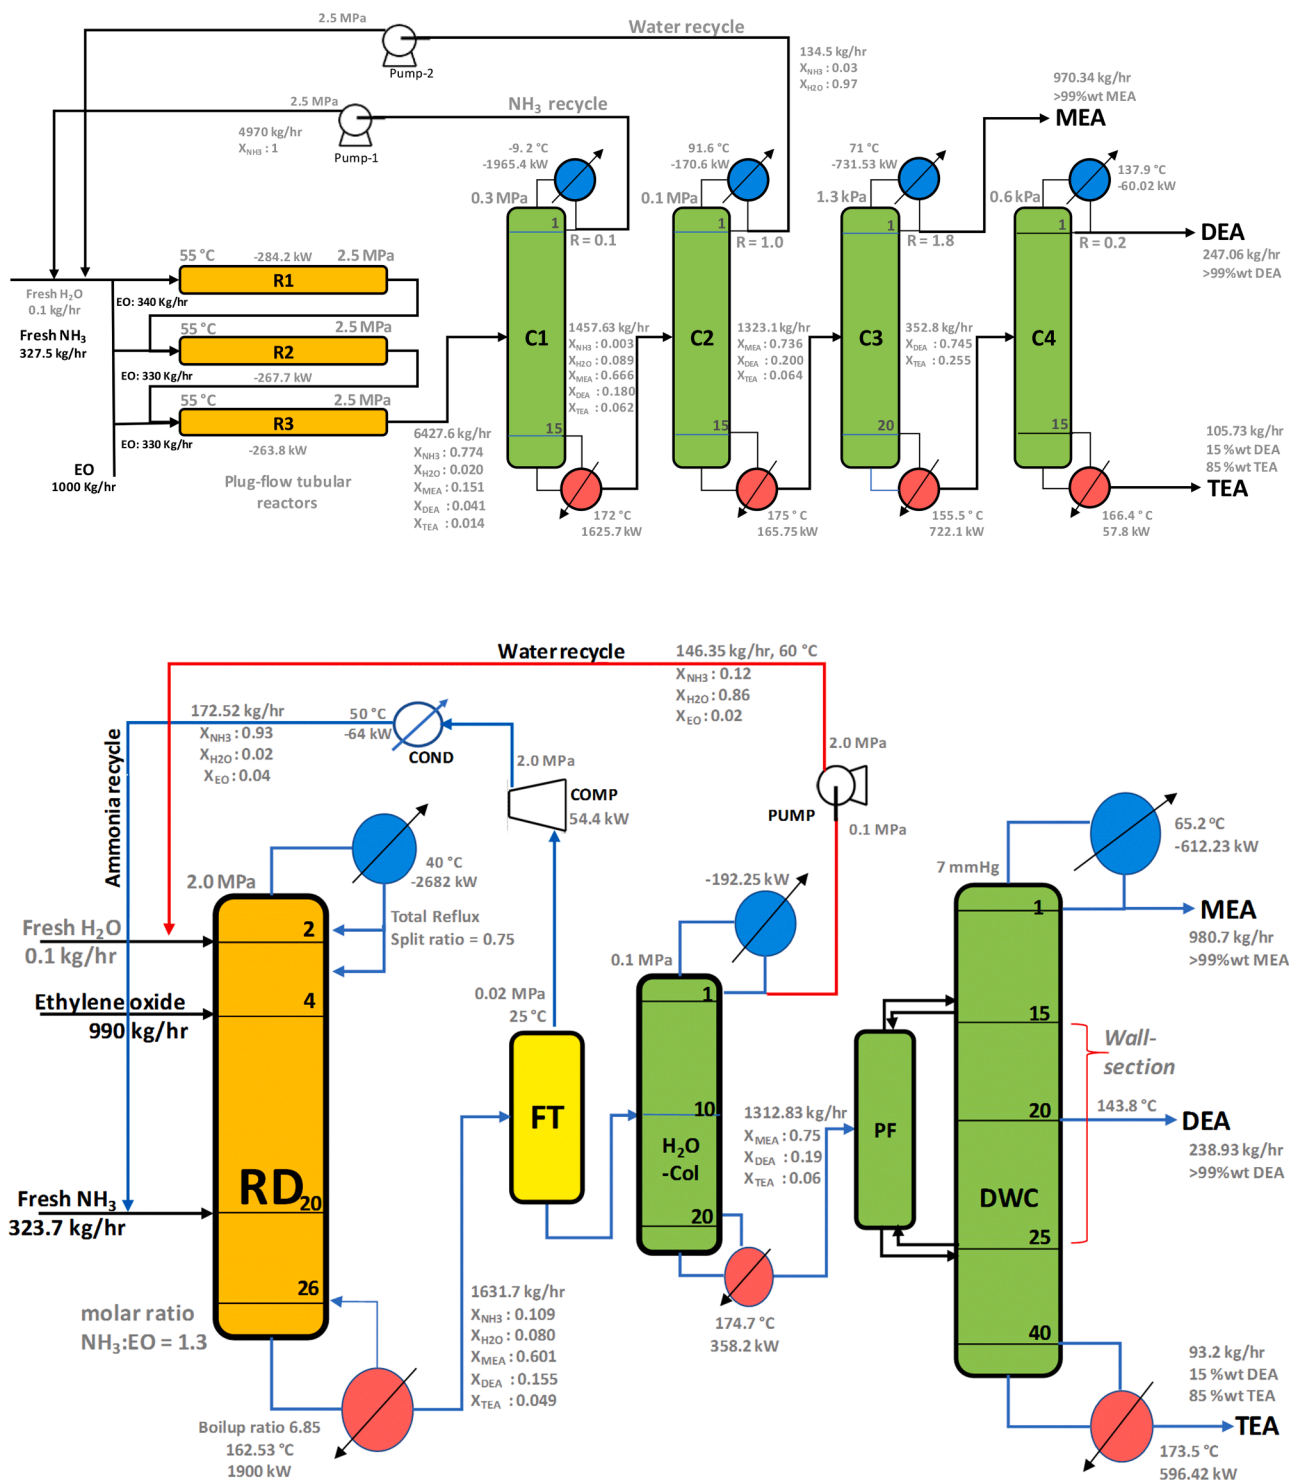 2.5 MPa
Water recycle
Pump-2
134.5 kg/hr
XNH3 : 0.03
XH2O : 0.97
970.34 kg/hr
>99%wt MEA
MEA
2.5 MPa
NH3 recycle
4970 kg/hr
XNH3 : 1
Pump-1
-9.2 °C
-1965.4 kW
91.6 °C
-170.6 kW
71 °C
-731.53 kW
137.9 °C
-60.02 kW
0.3 MPa
0.1 MPa
1.3 kPa
0.6 kPa
1
1
1
1
R = 0.1
R = 1.0
R = 1.8
R = 0.2
DEA
247.06 kg/hr
>99%wt DEA
55 °C
-284.2 kW
2.5 MPa
R1
Fresh H2O
0.1 kg/hr
EO: 340 Kg/hr
Fresh NH3
327.5 kg/hr
55 °C
2.5 MPa
R2
EO: 330 Kg/hr
-267.7 kW
55 °C
2.5 MPa
R3
EO: 330 Kg/hr
-263.8 kW
EO
1000 Kg/hr
Plug-flow tubular
reactors
C1
1457.63 kg/hr
XNH3 : 0.003
XH2O : 0.089
XMEA : 0.666
XDEA : 0.180
XTEA : 0.062
C2
1323.1 kg/hr
XMEA : 0.736
XDEA : 0.200
XTEA : 0.064
C3
352.8 kg/hr
XDEA : 0.745
XTEA : 0.255
C4
15
15
20
15
6427.6 kg/hr
XNH3 : 0.774
XH2O : 0.020
XMEA : 0.151
XDEA : 0.041
XTEA : 0.014
172 °C
1625.7 kW
175 °C
165.75 kW
155.5 °C
722.1 kW
166.4 °C
57.8 kW
105.73 kg/hr
15 %wt DEA
85 %wt TEA
TEA
Water recycle
146.35 kg/hr, 60 °C
XNH3 : 0.12
XH2O : 0.86
XEO : 0.02
172.52 kg/hr
XNH3 : 0.93
XH2O : 0.02
XEO : 0.04
50 °C
-64 kW
COND
Ammonia recycle
2.0 MPa
COMP
54.4 kW
2.0 MPa
PUMP
0.1 MPa
65.2 °C
-612.23 kW
40 °C
-2682 kW
2.0 MPa
Total Reflux
Split ratio = 0.75
-192.25 kW
7 mmHg
1
MEA
980.7 kg/hr
>99%wt MEA
Fresh H2O
0.1 kg/hr
2
0.1 MPa
1
Ethylene oxide
990 kg/hr
4
0.02 MPa
25 °C
15
Wall-
section
FT
10
H2O
-Col
1312.83 kg/hr
XMEA : 0.75
XDEA : 0.19
XTEA : 0.06
PF
20
143.8 °C
DEA
238.93 kg/hr
>99%wt DEA
RD
20
Fresh NH3
323.7 kg/hr
DWC
20
25
26
molar ratio
NH3:EO = 1.3
1631.7 kg/hr
XNH3 : 0.109
XH2O : 0.080
XMEA : 0.601
XDEA : 0.155
XTEA : 0.049
174.7 °C
358.2 kW
40
93.2 kg/hr
15 %wt DEA
85 %wt TEA
TEA
Boilup ratio 6.85
162.53 °C
1900 kW
173.5 °C
596.42 kW